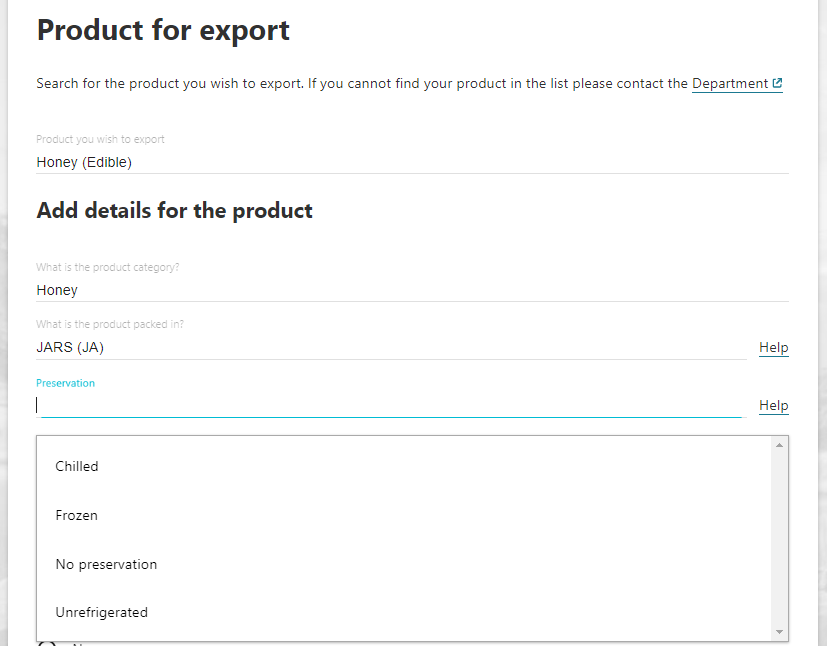 Product for export
Search for the product you wish to export. If you cannot find your product in the list please contact the Department
Product you wish to export
Honey (Edible)
Add details for the product
What is the product category?
Honey
What is the product packed in?
JARS (JA)
Help
Preservation
Help
Chilled
Frozen
No preservation
Unrefrigerated